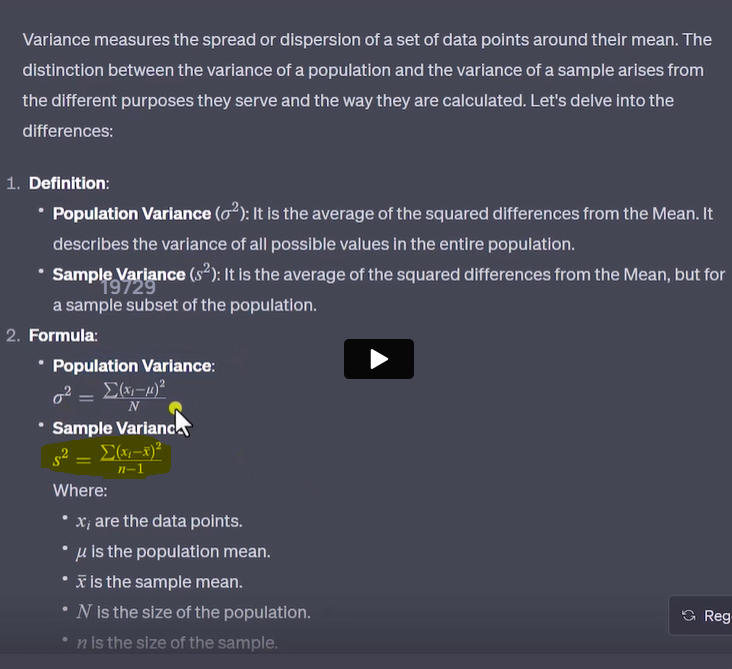 Variance measures the spread or dispersion of a set of data points around their mean. The
distinction between the variance of a population and the variance of a sample arises from
the different purposes they serve and the way they are calculated. Let's delve into the
differences:
1. Definition:
• Population Variance (σ²): It is the average of the squared differences from the Mean. It
describes the variance of all possible values in the entire population.
• Sample Variance (s²): It is the average of the squared differences from the Mean, but for
19729
a sample subset of the population.
2. Formula:
• Population Variance:
σ² = ∑(xᵢ−μ)² / N
• Sample Varianc
s² = ∑(xᵢ−x̄)² / n−1
Where:
• xᵢ are the data points.
• μ is the population mean.
• x̄ is the sample mean.
• N is the size of the population.
Reg
• n is the size of the sample.